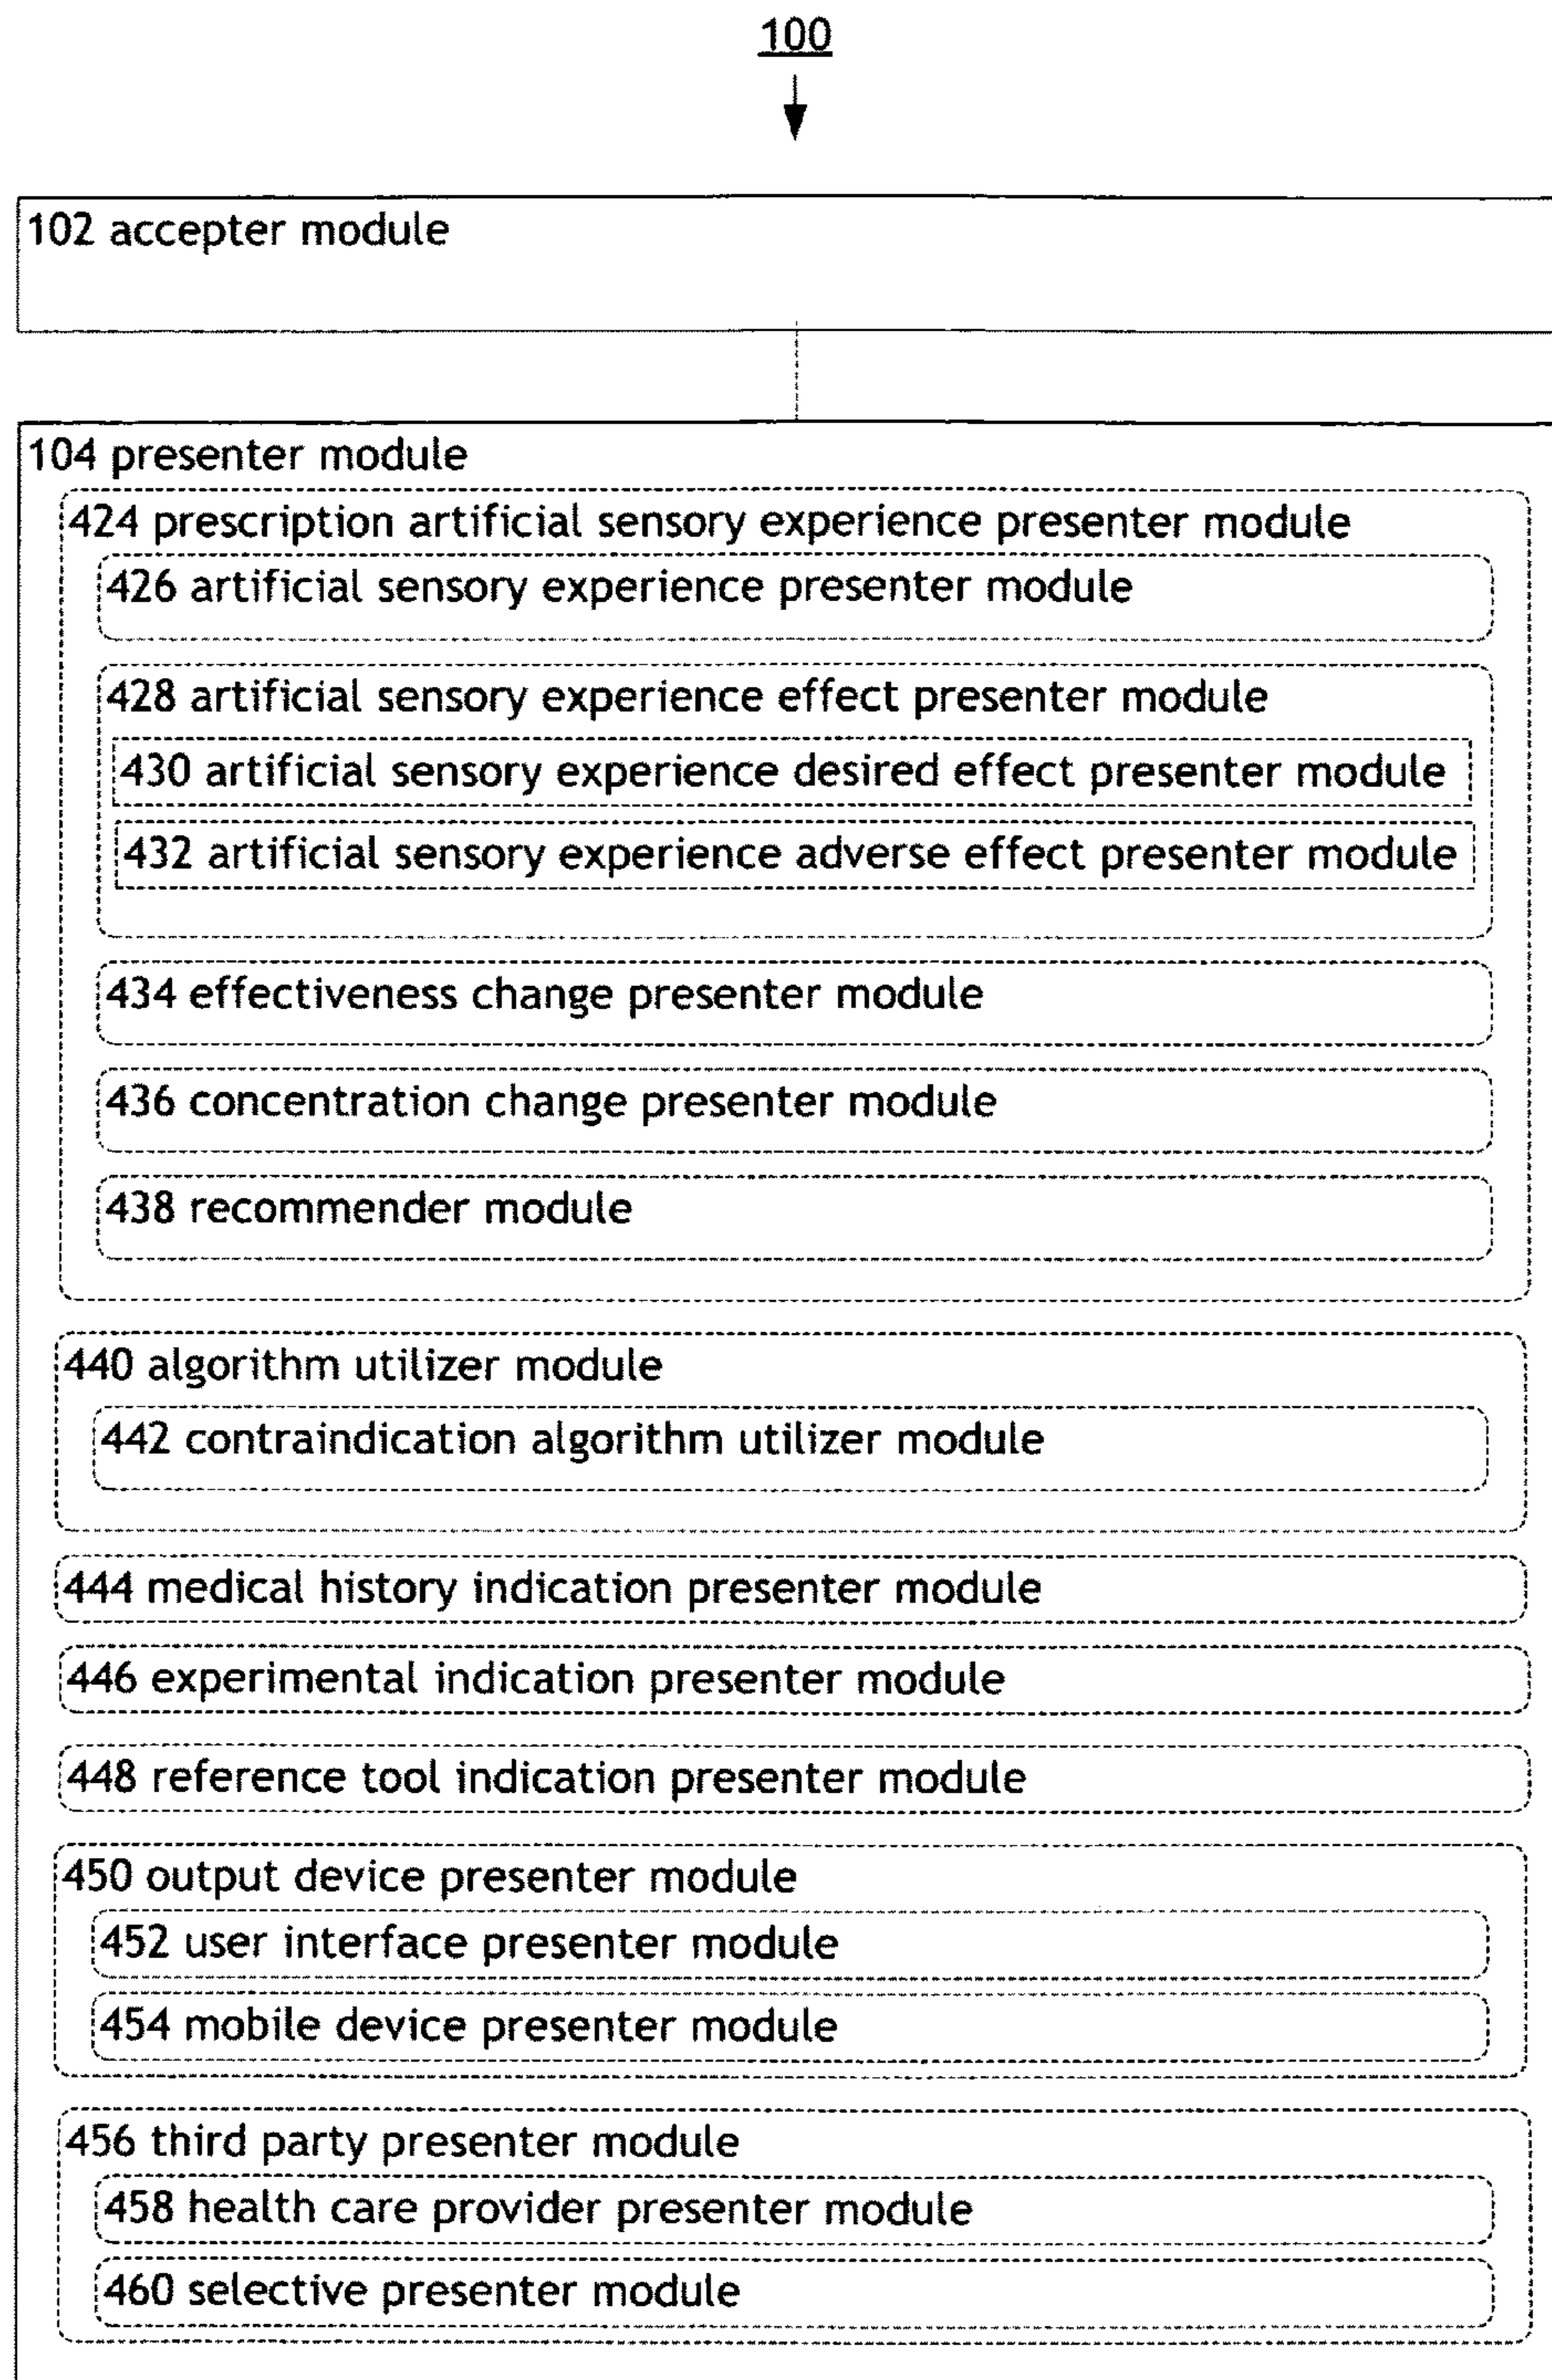 100
102 accepter module
104 presenter module
424 prescription artificial sensory experience presenter module
426 artificial sensory experience presenter module
428 artificial sensory experience effect presenter module
430 artificial sensory experience desired effect presenter module
432 artificial sensory experience adverse effect presenter module
434 effectiveness change presenter module
436 concentration change presenter module
438 recommender module
440 algorithm utilizer module
442 contraindication algorithm utilizer module
444 medical history indication presenter module
446 experimental indication presenter module
448 reference tool indication presenter module
450 output device presenter module
452 user interface presenter module
454 mobile device presenter module
456 third party presenter module
458 health care provider presenter module
460 selective presenter module